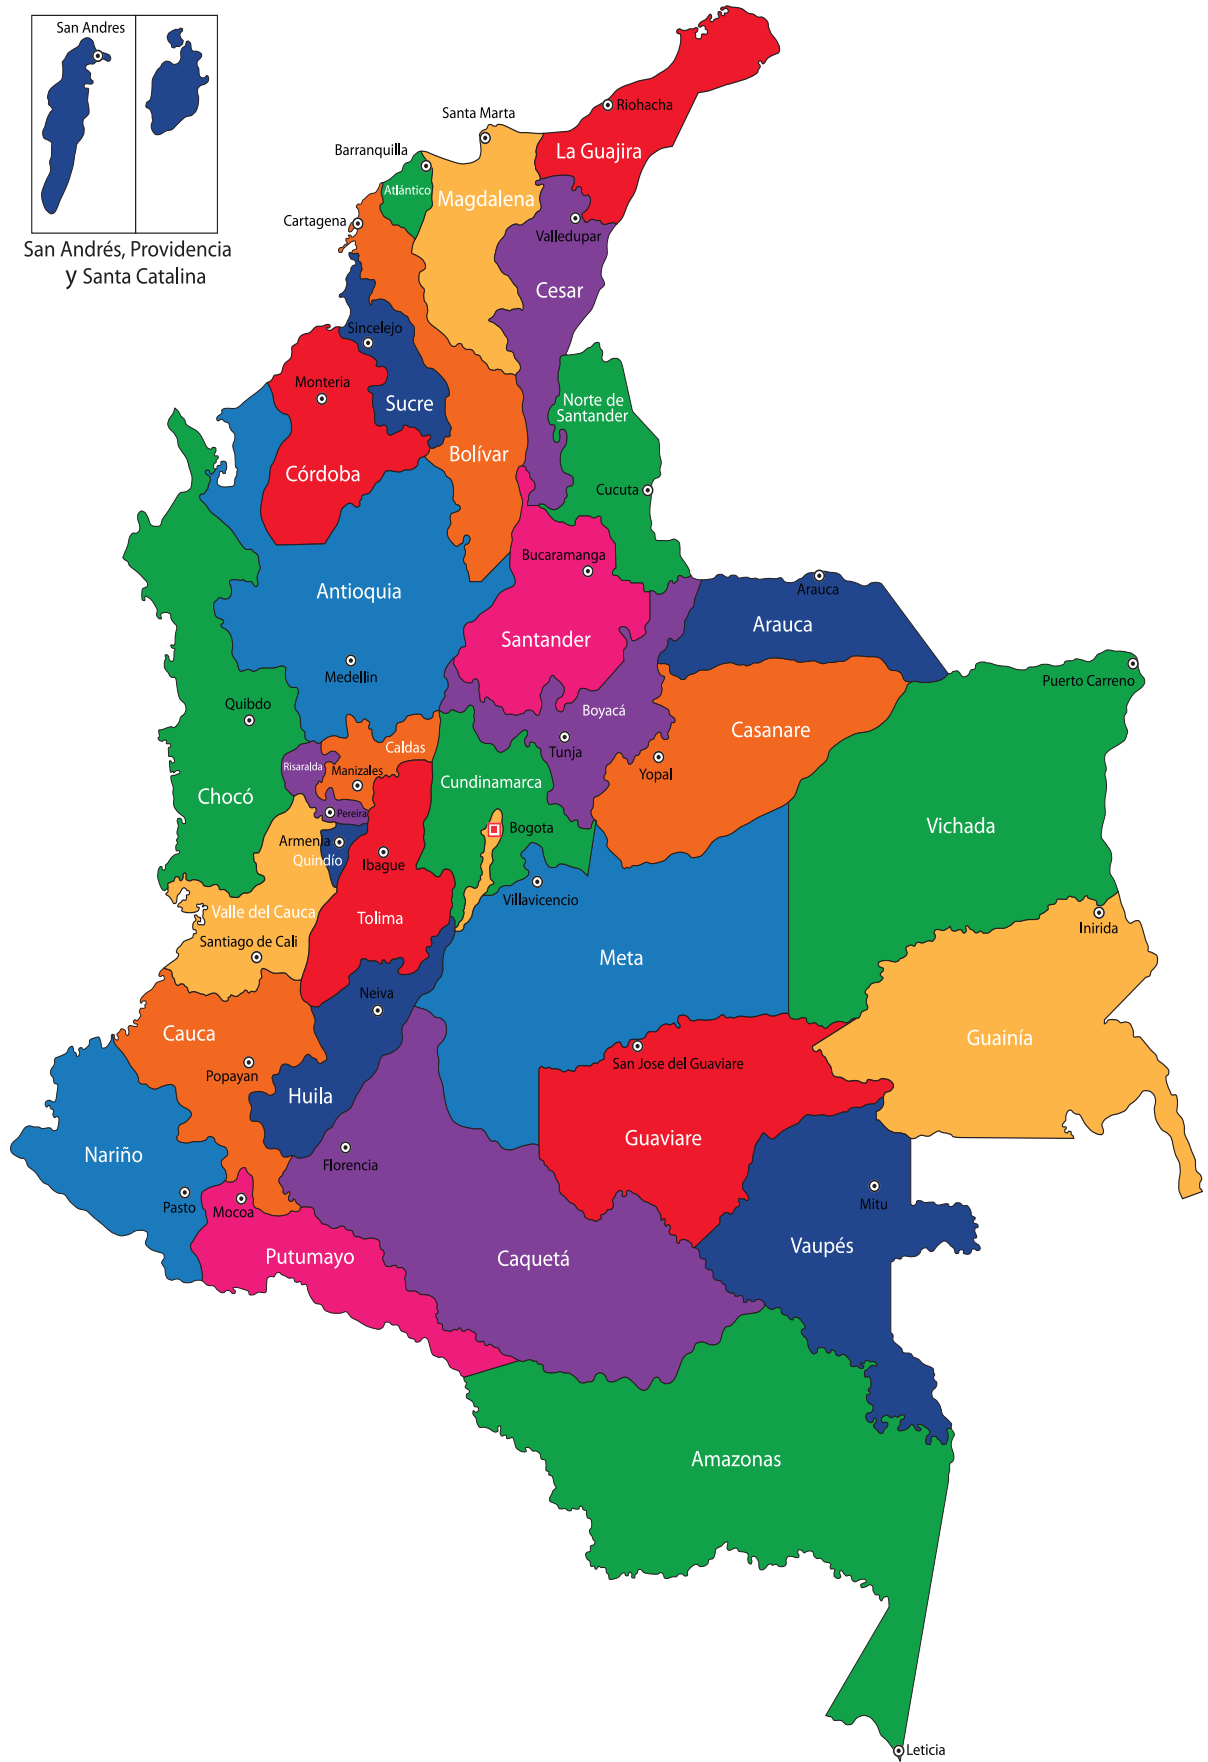 San Andres
San Andrés, Providencia
y Santa Catalina
Riohacha
Santa Marta
La Guajira
Barranquilla
Atlántico
Magdalena
Cartagena
Valledupar
Cesar
Sincelejo
Monteria
Sucre
Norte de
Santander
Bolívar
Córdoba
Cucuta
Bucaramanga
Antioquia
Arauca
Arauca
Santander
Medellin
Puerto Carreno
Quibdo
Boyacá
Casanare
Caldas
Tunja
Risaralda
Manizales
Yopal
Cundinamarca
Chocó
Pereira
Bogota
Vichada
Armenia
Quindío
Ibague
Villavicencio
Valle del Cauca
Tolima
Inirida
Santiago de Cali
Meta
Neiva
Cauca
Guainía
San Jose del Guaviare
Popayan
Huila
Guaviare
Nariño
Florencia
Pasto
Mocoa
Mitu
Vaupés
Putumayo
Caquetá
Amazonas
Leticia